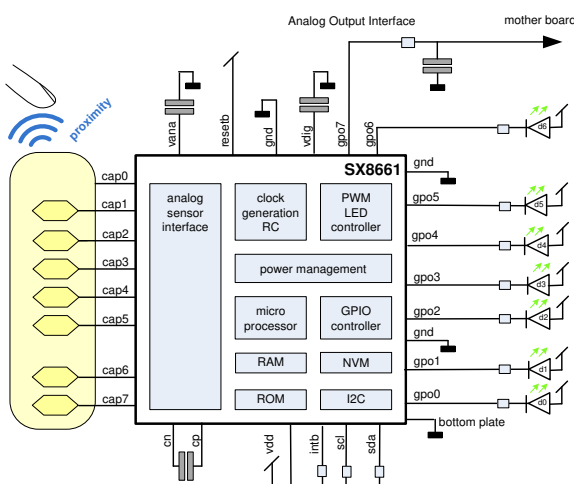 Analog Output Interface
mother board
proximity
vana
resetb
gnd
vdig
gpo7
gpo6
d6
SX8661
gnd
cap0
cap1
cap2
cap3
cap4
cap5
cap6
cap7
analog
sensor
interface
clock
generation
RC
PWM
LED
controller
power management
micro
processor
GPIO
controller
RAM
NVM
ROM
I2C
gpo5
d5
gpo4
d4
gpo3
d3
gpo2
d2
gnd
gpo1
d1
gpo0
d0
bottom plate
cn
cp
vdd
intb
scl
sda